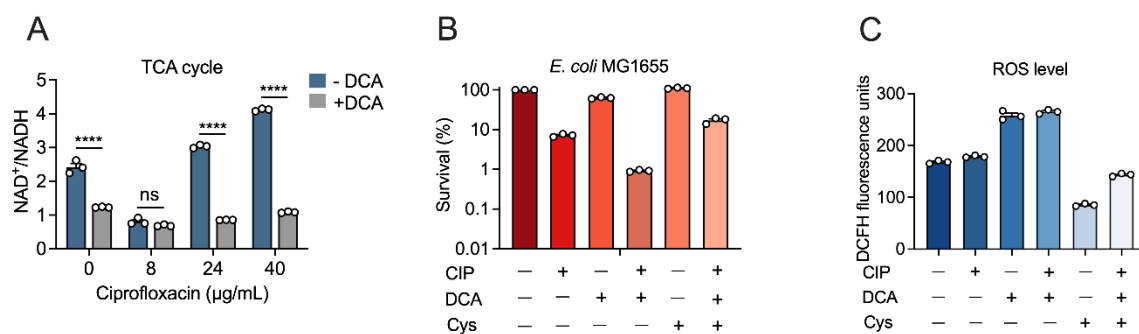 A
TCA cycle
- DCA
+DCA
NAD⁺/NADH
5
4
3
2
1
0
****
ns
****
****
0 8 24 40
Ciprofloxacin (μg/mL)
B
E. coli MG1655
Survival (%)
100
10
1
0.1
0.01
CIP — + — + — +
DCA — — + + — +
Cys — — — — + +
C
ROS level
DCFH fluorescence units
300
200
100
0
CIP — + — + — +
DCA — — + + — +
Cys — — — — + +